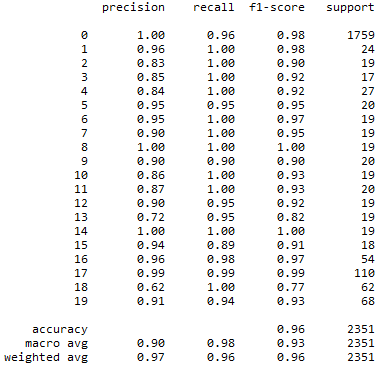 precision recall f1-score support
0 1.00 0.96 0.98 1759
1 0.96 1.00 0.98 24
2 0.83 1.00 0.90 19
3 0.85 1.00 0.92 17
4 0.84 1.00 0.92 27
5 0.95 0.95 0.95 20
6 0.95 1.00 0.97 19
7 0.90 1.00 0.95 19
8 1.00 1.00 1.00 19
9 0.90 0.90 0.90 20
10 0.86 1.00 0.93 19
11 0.87 1.00 0.93 20
12 0.90 0.95 0.92 19
13 0.72 0.95 0.82 19
14 1.00 1.00 1.00 19
15 0.94 0.89 0.91 18
16 0.96 0.98 0.97 54
17 0.99 0.99 0.99 110
18 0.62 1.00 0.77 62
19 0.91 0.94 0.93 68
accuracy 0.96 2351
macro avg 0.90 0.98 0.93 2351
weighted avg 0.97 0.96 0.96 2351